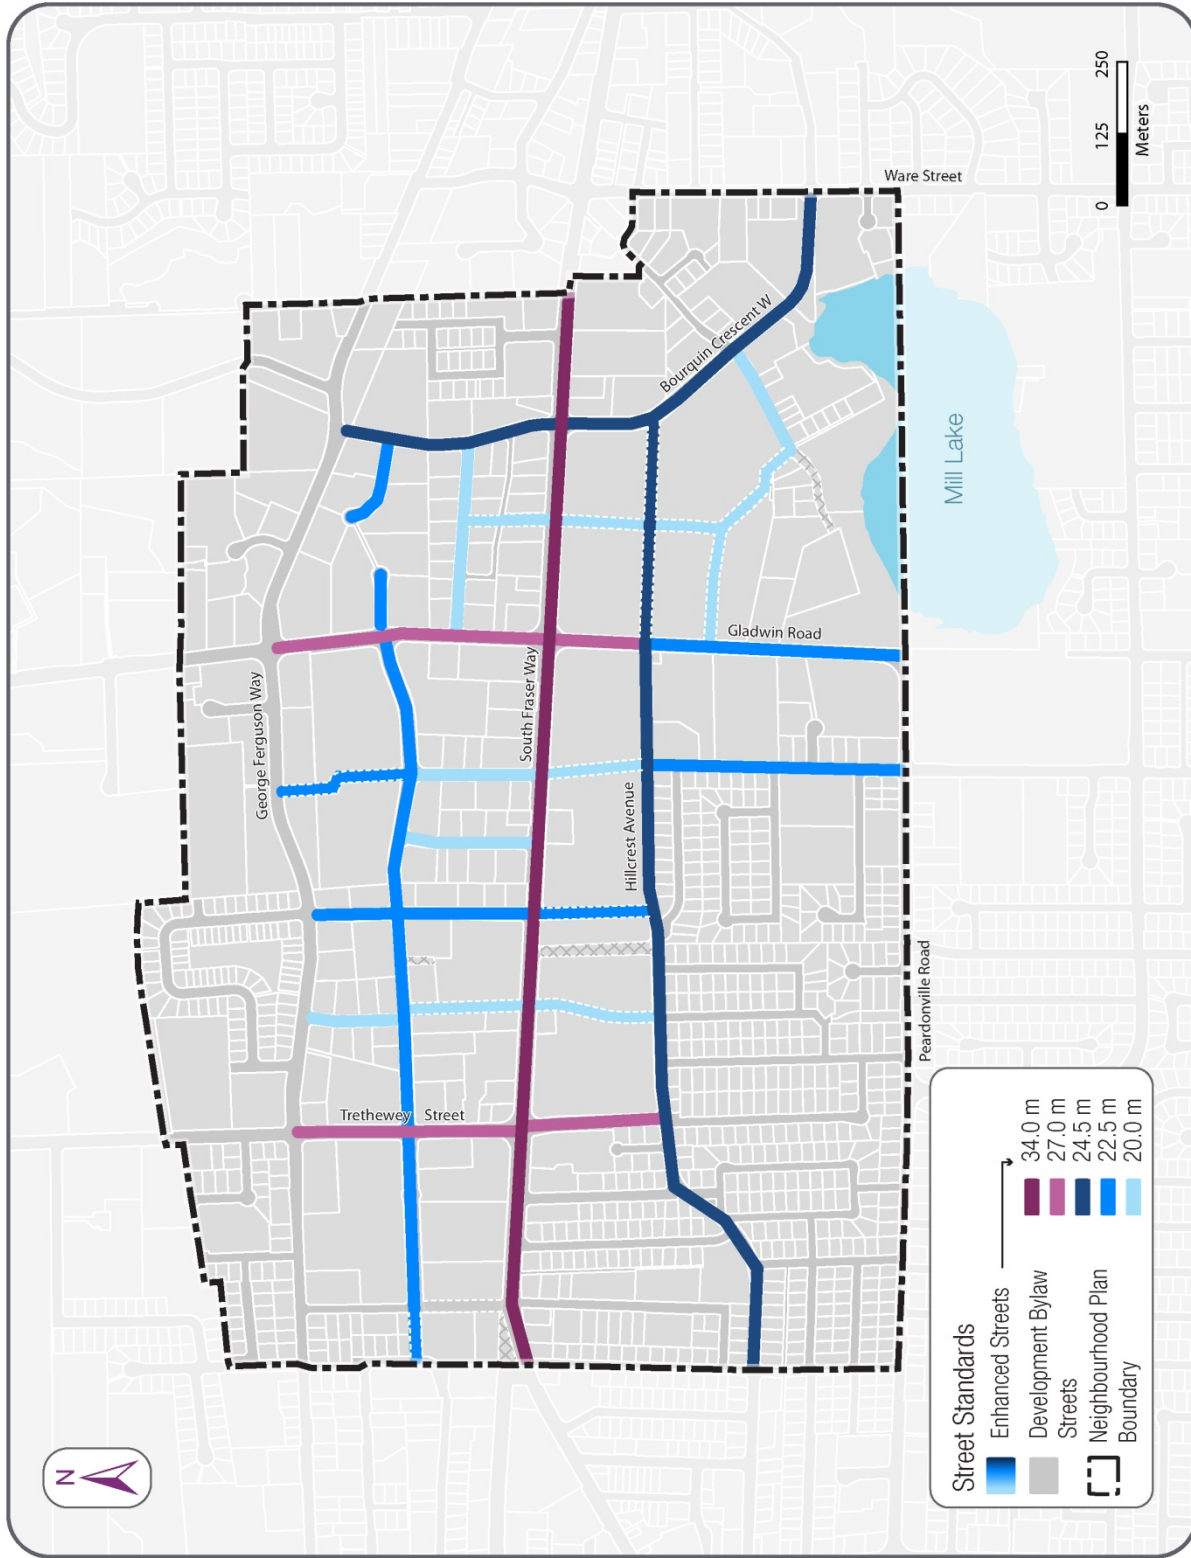 N
George Ferguson Way
South Fraser Way
Trethewey Street
Hillcrest Avenue
Gladwin Road
Bourquin Crescent W
Ware Street
Peardonville Road
Mill Lake
Street Standards
Enhanced Streets
34.0 m
27.0 m
24.5 m
22.5 m
20.0 m
Development Bylaw
Streets
Neighbourhood Plan
Boundary
0 125 250
Meters